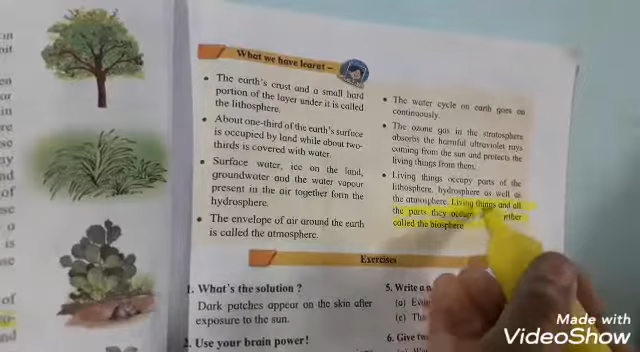 What we have learnt –
• The earth's crust and a small hard
portion of the layer under it is called
the lithosphere.
• About one-third of the earth's surface
is occupied by land while about two-
thirds is covered with water.
• Surface water, ice on the land,
groundwater and the water vapour
present in the air together form the
hydrosphere.
• The envelope of air around the earth
is called the atmosphere.
• The water cycle on earth goes on
continuously.
• The ozone gas in the stratosphere
absorbs the harmful ultraviolet rays
coming from the sun and protects the
living things from them.
• Living things occupy parts of the
lithosphere, hydrosphere as well as
the atmosphere. Living things and all
the parts they
called the biosphere
Exercises
1. What's the solution ?
Dark patches appear on the skin after
exposure to the sun.
2. Use your brain power!
5. Write a
(a)
(c)
6. Give
Made with
VideoShow